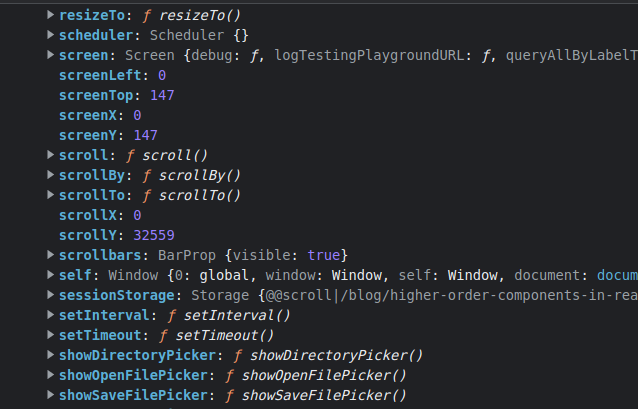 ▶ resizeTo: ƒ resizeTo()
▶ scheduler: Scheduler {}
▶ screen: Screen {debug: ƒ, logTestingPlaygroundURL: ƒ, queryAllByLabelT
screenLeft: 0
screenTop: 147
screenX: 0
screenY: 147
▶ scroll: ƒ scroll()
▶ scrollBy: ƒ scrollBy()
▶ scrollTo: ƒ scrollTo()
scrollX: 0
scrollY: 32559
▶ scrollbars: BarProp {visible: true}
▶ self: Window {0: global, window: Window, self: Window, document: docum
▶ sessionStorage: Storage {@@scroll|/blog/higher-order-components-in-rea
▶ setInterval: ƒ setInterval()
▶ setTimeout: ƒ setTimeout()
▶ showDirectoryPicker: ƒ showDirectoryPicker()
▶ showOpenFilePicker: ƒ showOpenFilePicker()
▶ showSaveFilePicker: ƒ showSaveFilePicker()